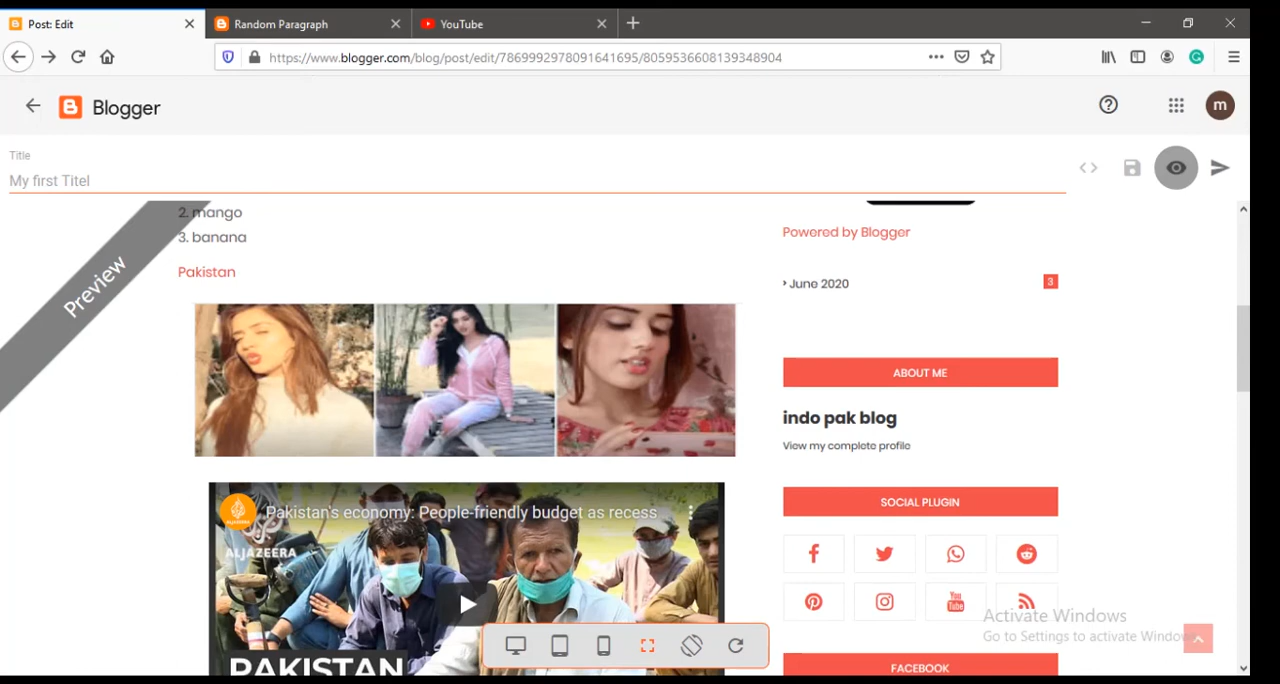 Post: Edit
Random Paragraph
YouTube
https://www.blogger.com/blog/post/edit/7869992978091641695/8059536608139348904
Blogger
m
Title
My first Titel
Preview
2. mango
3. banana
Pakistan
Pakistan's economy: People-friendly budget as recess...
ALJAZEERA
ALJAZEERA
PAKISTAN
Powered by Blogger
June 2020
3
ABOUT ME
indo pak blog
View my complete profile
SOCIAL PLUGIN
You
Tube
Activate Windows
Go to Settings to activate Windows
FACEBOOK